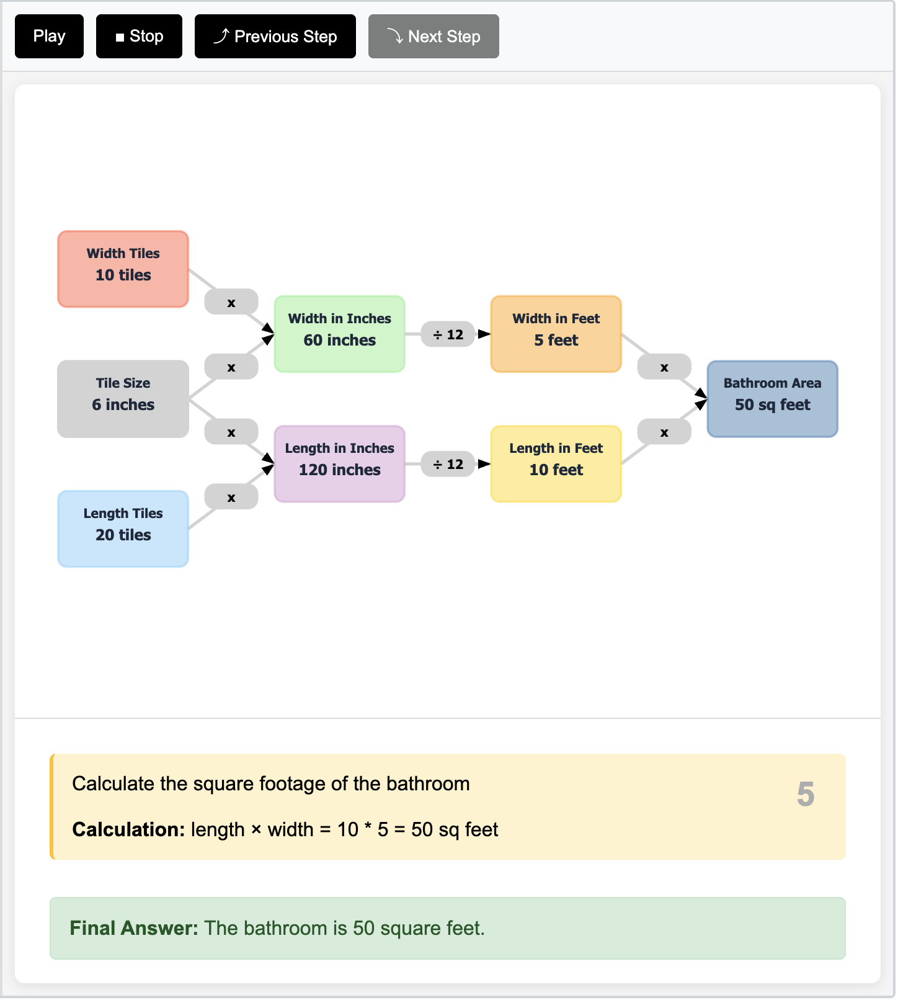 Play
■ Stop
⤴ Previous Step
⤵ Next Step
Width Tiles
10 tiles
x
Width in Inches
60 inches
÷ 12
Width in Feet
5 feet
x
x
Tile Size
6 inches
Bathroom Area
50 sq feet
x
x
Length in Inches
120 inches
÷ 12
Length in Feet
10 feet
x
Length Tiles
20 tiles
Calculate the square footage of the bathroom
5
Calculation: length × width = 10 * 5 = 50 sq feet
Final Answer: The bathroom is 50 square feet.